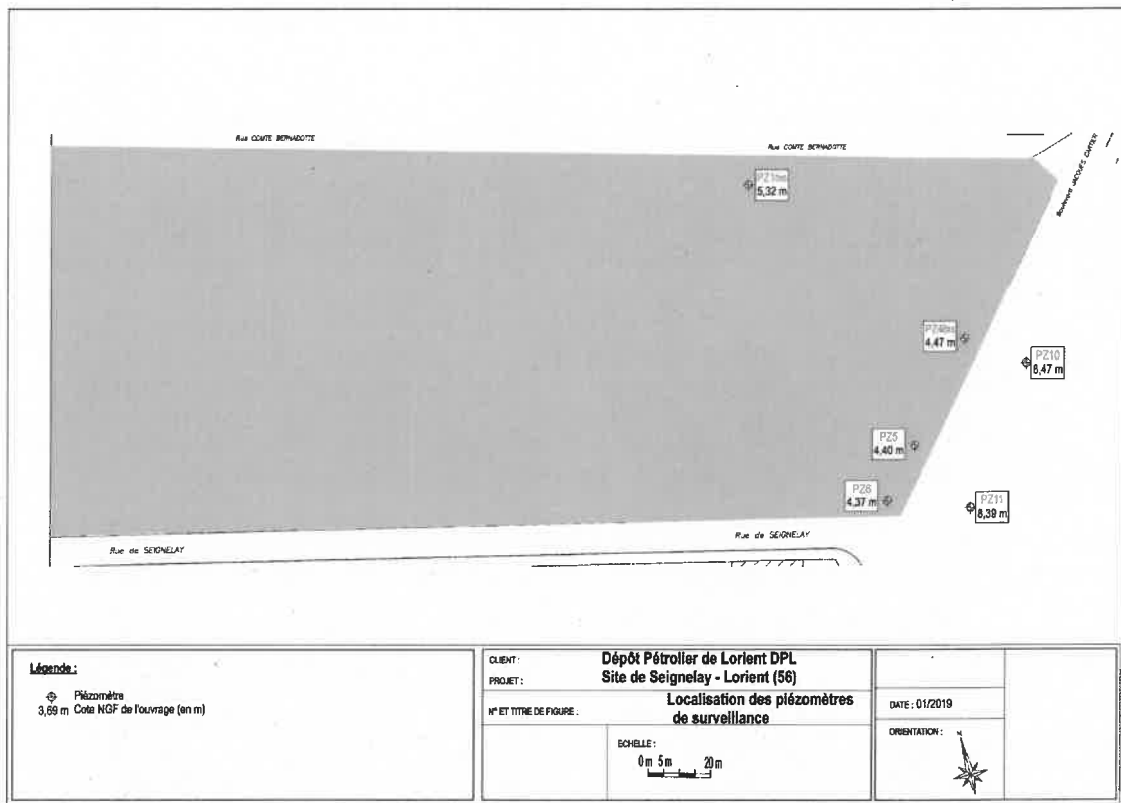 Rue COMTE BERNADOTTE
Rue COMTE BERNADOTTE
Boulevard JACQUES CARTIER
PZ1bis
5,32 m
PZ4bis
4,47 m
PZ10
8,47 m
PZ5
4,40 m
PZ6
4,37 m
PZ11
8,39 m
Rue de SEIGNELAY
Rue de SEIGNELAY
Légende :
Piézomètre
3,69 m Cote NGF de l'ouvrage (en m)
CLIENT : Dépôt Pétrolier de Lorient DPL
PROJET : Site de Seignelay - Lorient (56)
N° ET TITRE DE FIGURE : Localisation des piézomètres
de surveillance
ECHELLE :
0m 5m 20m
DATE : 01/2019
ORIENTATION :
N